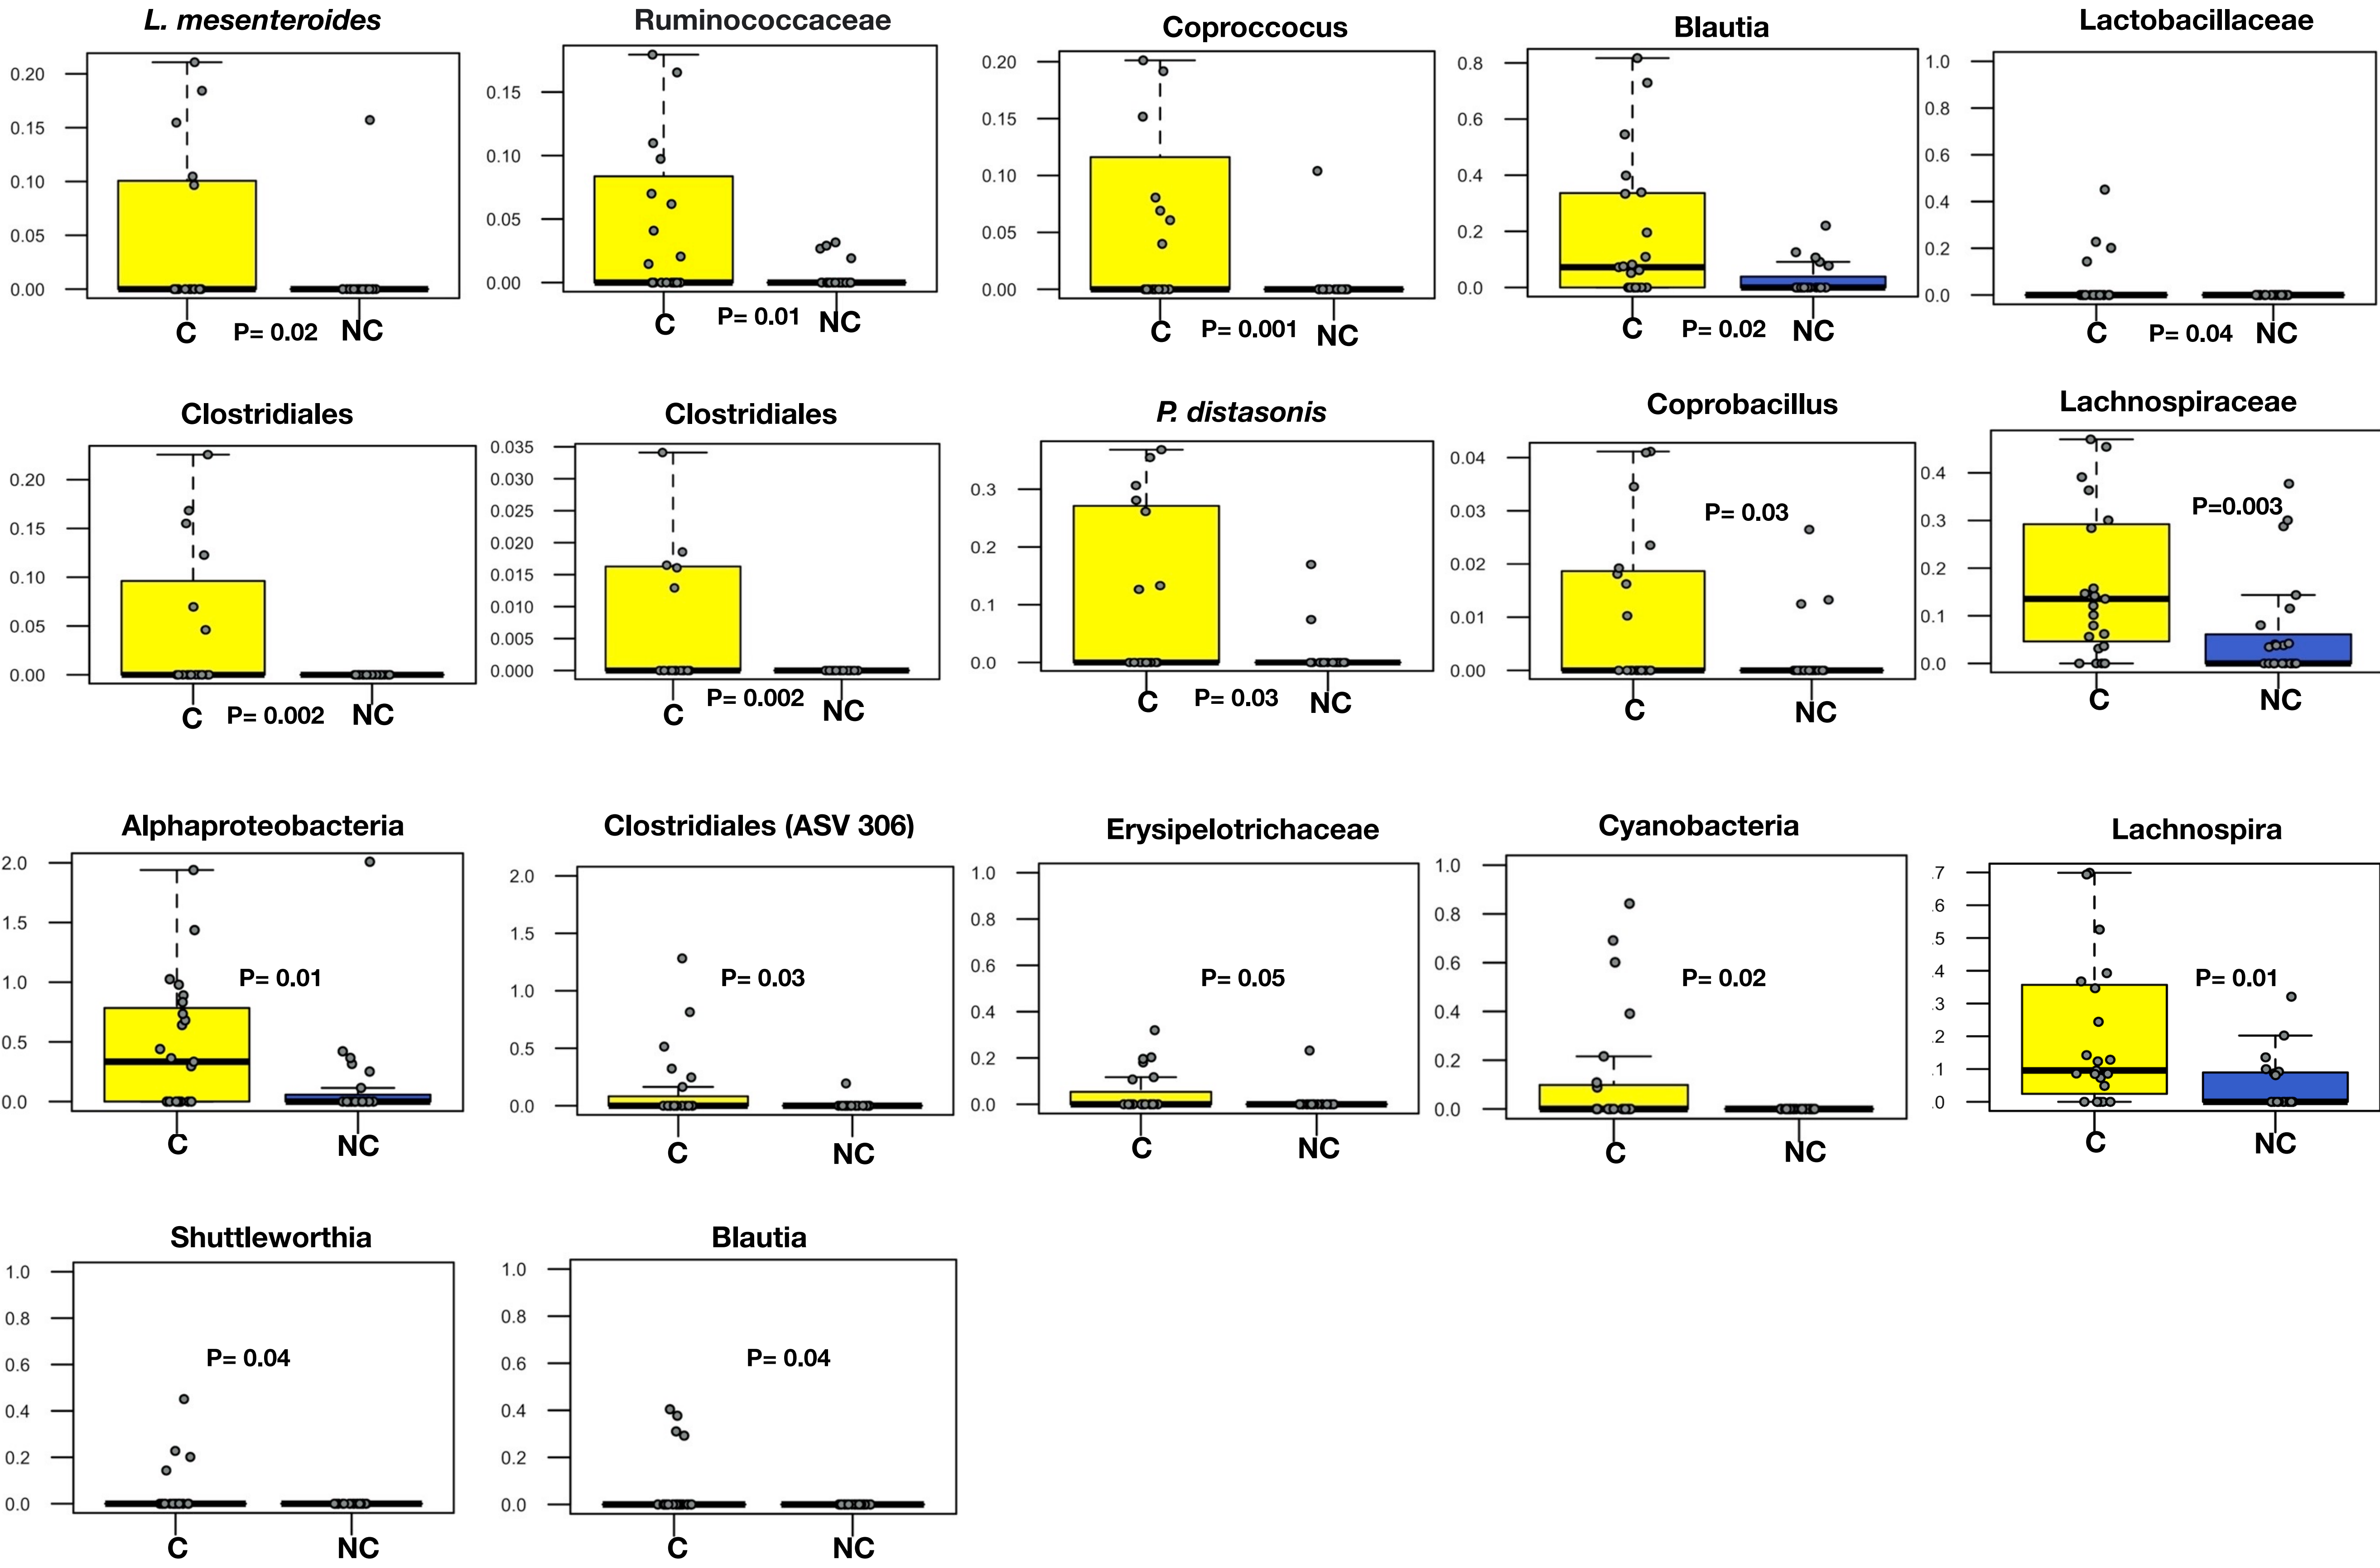 L. mesenteroides
0.20
0.15
0.10
0.05
0.00
C P= 0.02 NC
Ruminococcaceae
0.15
0.10
0.05
0.00
C P= 0.01 NC
Coproccocus
0.20
0.15
0.10
0.05
0.00
C P= 0.001 NC
Blautia
0.8
0.6
0.4
0.2
0.0
C P= 0.02 NC
Lactobacillaceae
1.0
0.8
0.6
0.4
0.2
0.0
C P= 0.04 NC
Clostridiales
0.20
0.15
0.10
0.05
0.00
C P= 0.002 NC
Clostridiales
0.035
0.030
0.025
0.020
0.015
0.010
0.005
0.000
C P= 0.002 NC
P. distasonis
0.3
0.2
0.1
0.0
C P= 0.03 NC
Coprobacillus
0.04
0.03
0.02
0.01
0.00
P= 0.03
C NC
Lachnospiraceae
0.4
0.3
0.2
0.1
0.0
P=0.003
C NC
Alphaproteobacteria
2.0
1.5
1.0
0.5
0.0
P= 0.01
C NC
Clostridiales (ASV 306)
2.0
1.5
1.0
0.5
0.0
P= 0.03
C NC
Erysipelotrichaceae
1.0
0.8
0.6
0.4
0.2
0.0
P= 0.05
C NC
Cyanobacteria
1.0
0.8
0.6
0.4
0.2
0.0
P= 0.02
C NC
Lachnospira
.7
.6
.5
.4
.3
.2
.1
.0
P= 0.01
C NC
Shuttleworthia
1.0
0.8
0.6
0.4
0.2
0.0
P= 0.04
C NC
Blautia
1.0
0.8
0.6
0.4
0.2
0.0
P= 0.04
C NC